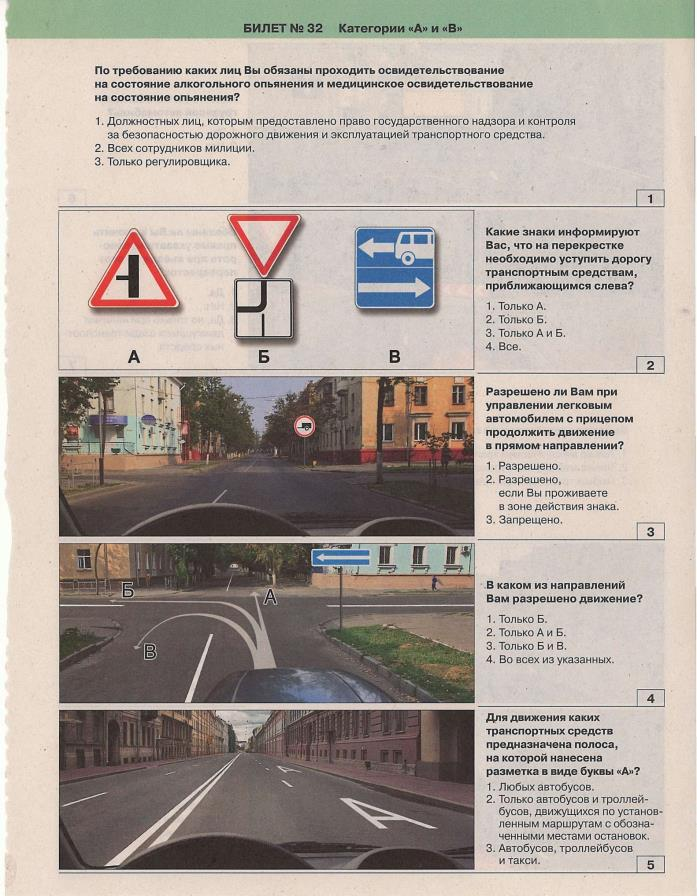 БИЛЕТ № 32 Категории «А» и «В»
По требованию каких лиц Вы обязаны проходить освидетельствование
на состояние алкогольного опьянения и медицинское освидетельствование
на состояние опьянения?
1. Должностных лиц, которым предоставлено право государственного надзора и контроля
за безопасностью дорожного движения и эксплуатацией транспортного средства.
2. Всех сотрудников милиции.
3. Только регулировщика.
1
А
Б
В
Какие знаки информируют
Вас, что на перекрестке
необходимо уступить дорогу
транспортным средствам,
приближающимся слева?
1. Только А.
2. Только Б.
3. Только А и Б.
4. Все.
2
Разрешено ли Вам при
управлении легковым
автомобилем с прицепом
продолжить движение
в прямом направлении?
1. Разрешено.
2. Разрешено,
если Вы проживаете
в зоне действия знака.
3. Запрещено.
3
Б
А
В
В каком из направлений
Вам разрешено движение?
1. Только Б.
2. Только А и Б.
3. Только Б и В.
4. Во всех из указанных.
4
А
А
Для движения каких
транспортных средств
предназначена полоса,
на которой нанесена
разметка в виде буквы «А»?
1. Любых автобусов.
2. Только автобусов и троллей-
бусов, движущихся по установ-
ленным маршрутам с обозна-
ченными местами остановок.
3. Автобусов, троллейбусов
и такси.
5